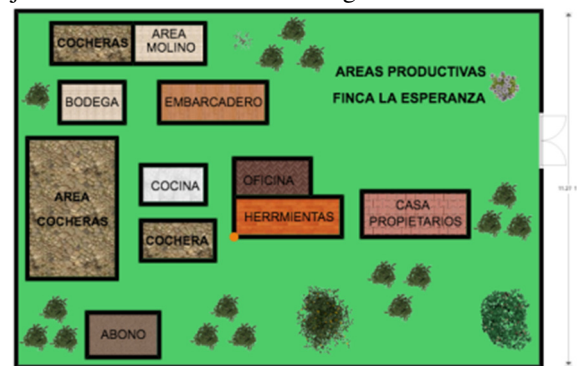 COCHERAS
AREA
MOLINO
AREAS PRODUCTIVAS
FINCA LA ESPERANZA
BODEGA
EMBARCADERO
AREA
COCHERAS
COCINA
OFICINA
HERRMIENTAS
CASA
PROPIETARIOS
COCHERA
ABONO